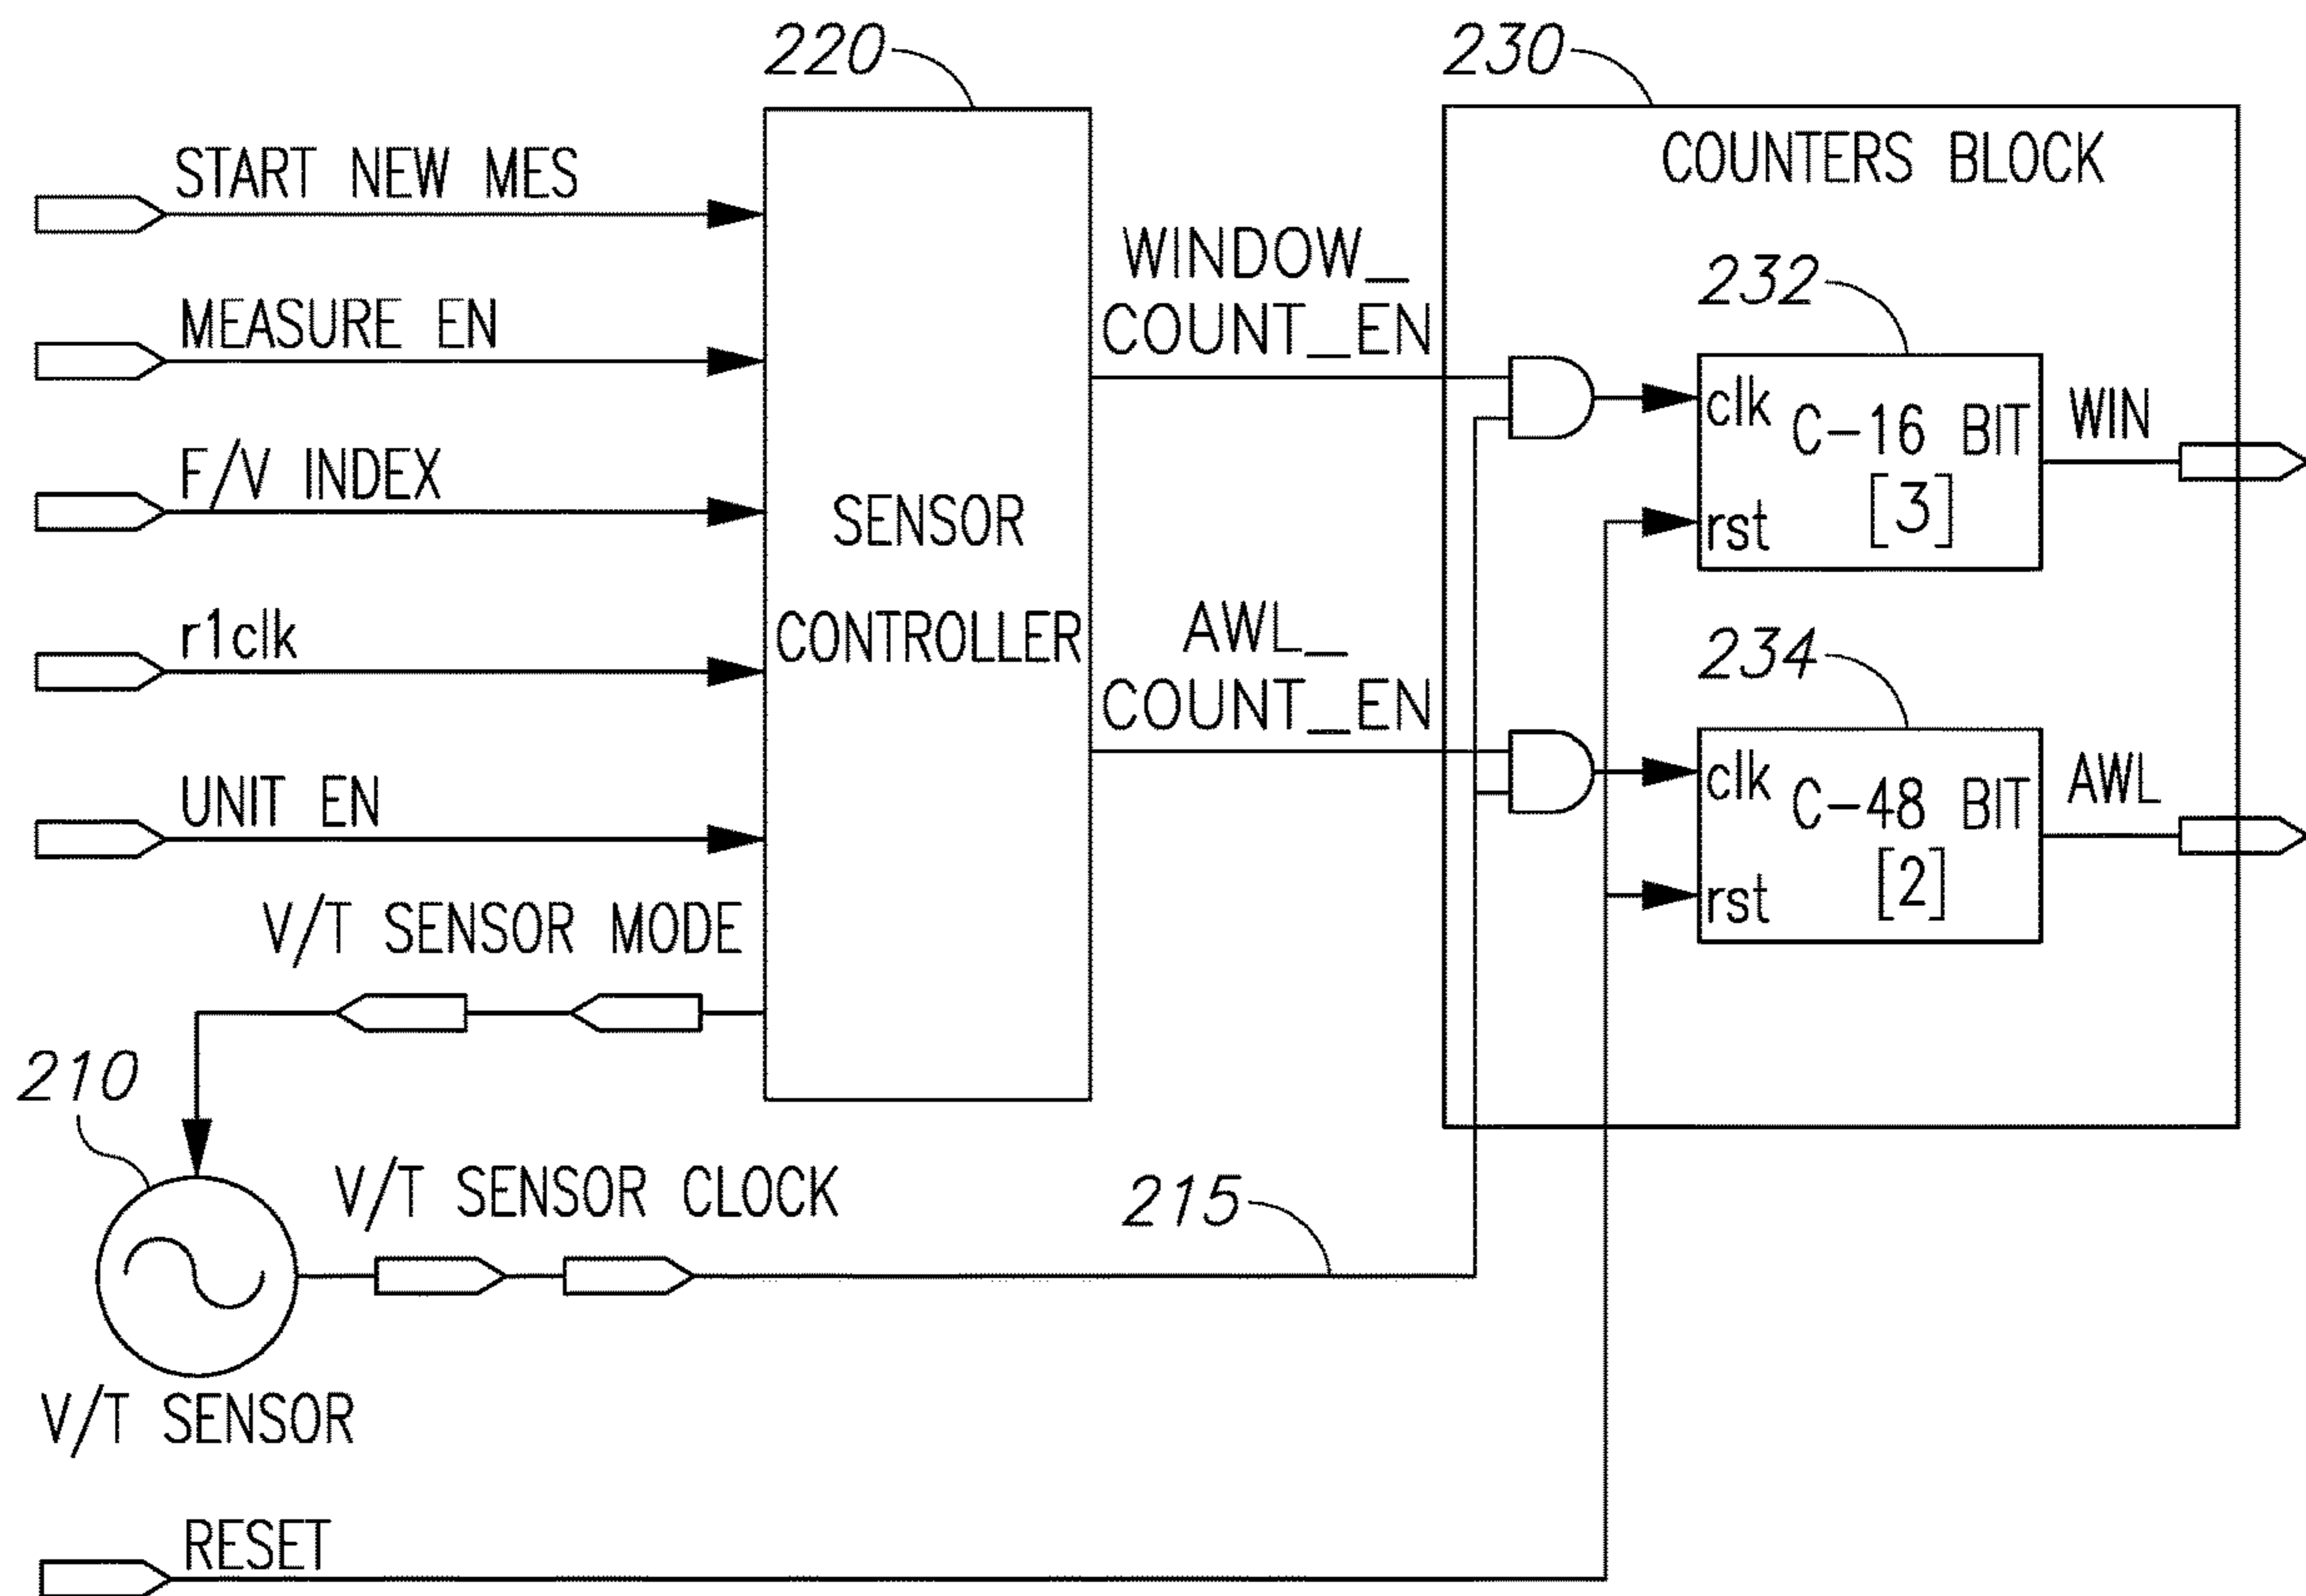 220
230
START NEW MES
COUNTERS BLOCK
WINDOW_
COUNT_EN
232
MEASURE EN
clk
C-16 BIT
[3]
rst
WIN
F/V INDEX
SENSOR
CONTROLLER
r1clk
AWL_
COUNT_EN
234
UNIT EN
clk
C-48 BIT
[2]
rst
AWL
V/T SENSOR MODE
210
V/T SENSOR CLOCK
215
V/T SENSOR
RESET